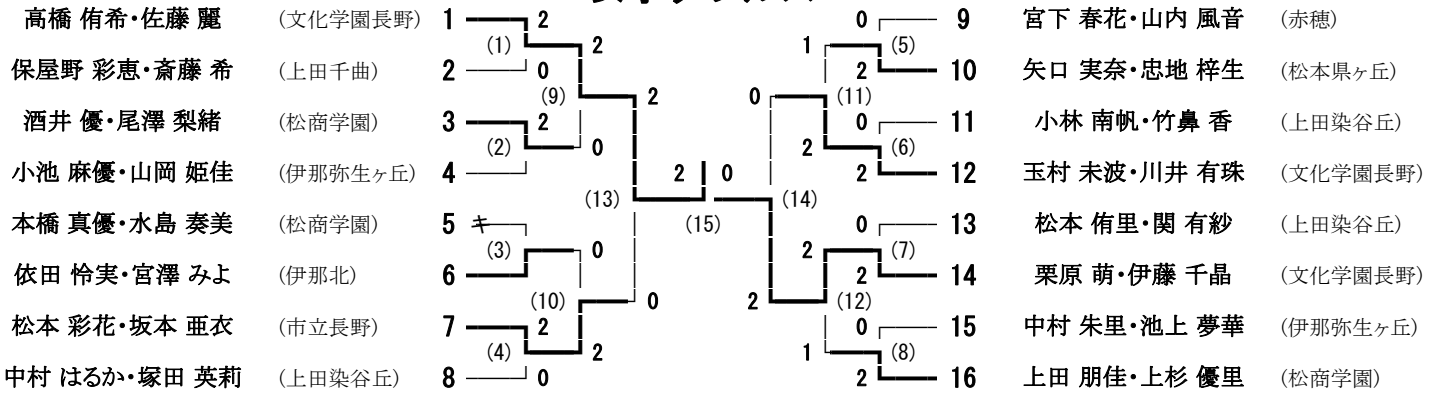 高橋 侑希・佐藤 麗 (文化学園長野) 1 2 0 9 宮下 春花・山内 風音 (赤穂)
(1) 2 1 (5)
保屋野 彩恵・斎藤 希 (上田千曲) 2 0 2 10 矢口 実奈・忠地 梓生 (松本県ヶ丘)
(9) 2 0 (11)
酒井 優・尾澤 梨緒 (松商学園) 3 2 0 11 小林 南帆・竹鼻 香 (上田染谷丘)
(2) 0 2 (6)
小池 麻優・山岡 姫佳 (伊那弥生ヶ丘) 4 2 0 2 12 玉村 未波・川井 有珠 (文化学園長野)
(13) (15) (14)
本橋 真優・水島 奏美 (松商学園) 5 キ 0 13 松本 侑里・関 有紗 (上田染谷丘)
(3) 0 2 (7)
依田 怜実・宮澤 みよ (伊那北) 6 2 14 栗原 萌・伊藤 千晶 (文化学園長野)
(10) 0 2 (12)
松本 彩花・坂本 亜衣 (市立長野) 7 2 0 15 中村 朱里・池上 夢華 (伊那弥生ヶ丘)
(4) 2 1 (8)
中村 はるか・塚田 英莉 (上田染谷丘) 8 0 2 16 上田 朋佳・上杉 優里 (松商学園)